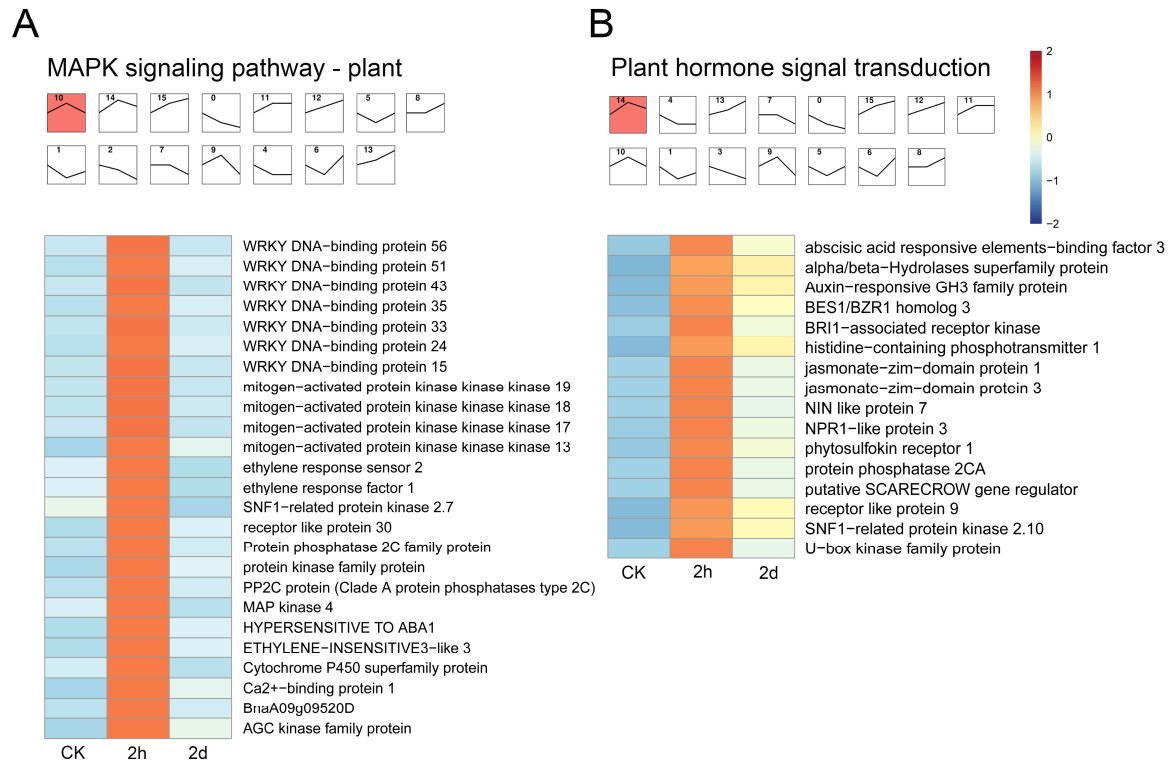 A
MAPK signaling pathway - plant
10 14 15 0 11 12 5 8
1 2 7 9 4 6 13
WRKY DNA−binding protein 56
WRKY DNA−binding protein 51
WRKY DNA−binding protein 43
WRKY DNA−binding protein 35
WRKY DNA−binding protein 33
WRKY DNA−binding protein 24
WRKY DNA−binding protein 15
mitogen−activated protein kinase kinase kinase 19
mitogen−activated protein kinase kinase kinase 18
mitogen−activated protein kinase kinase kinase 17
mitogen−activated protein kinase kinase kinase 13
ethylene response sensor 2
ethylene response factor 1
SNF1−related protein kinase 2.7
receptor like protein 30
Protein phosphatase 2C family protein
protein kinase family protein
PP2C protein (Clade A protein phosphatases type 2C)
MAP kinase 4
HYPERSENSITIVE TO ABA1
ETHYLENE−INSENSITIVE3−like 3
Cytochrome P450 superfamily protein
Ca2+−binding protein 1
BnaA09g09520D
AGC kinase family protein
CK 2h 2d
B
Plant hormone signal transduction
14 4 13 7 0 15 12 11
10 1 3 9 5 6 8
2
1
0
−1
−2
abscisic acid responsive elements−binding factor 3
alpha/beta−Hydrolases superfamily protein
Auxin−responsive GH3 family protein
BES1/BZR1 homolog 3
BRI1−associated receptor kinase
histidine−containing phosphotransmitter 1
jasmonate−zim−domain protein 1
jasmonate−zim−domain protein 3
NIN like protein 7
NPR1−like protein 3
phytosulfokin receptor 1
protein phosphatase 2CA
putative SCARECROW gene regulator
receptor like protein 9
SNF1−related protein kinase 2.10
U−box kinase family protein
CK 2h 2d